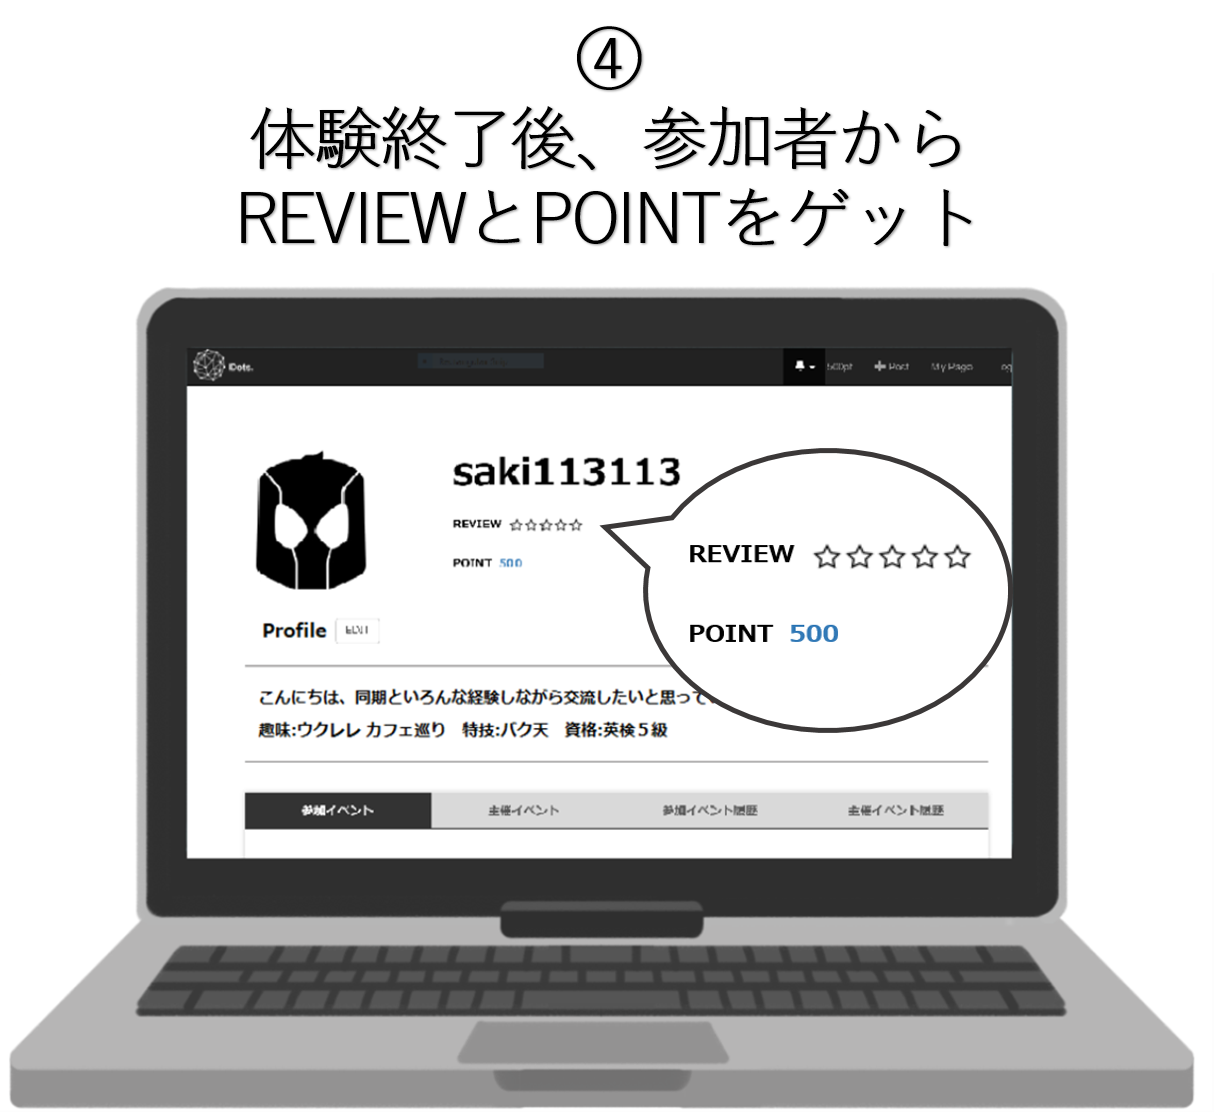 ④
体験終了後、参加者から
REVIEWとPOINTをゲット
Dots.
500pt
Post
My Page
saki113113
REVIEW ☆☆☆☆☆
POINT 500
REVIEW ☆☆☆☆☆
POINT 500
Profile EDIT
こんにちは、同期といろんな経験しながら交流したいと思って
趣味:ウクレレ カフェ巡り 特技:バク天 資格:英検５級
参加イベント 主催イベント 参加イベント履歴 主催イベント履歴